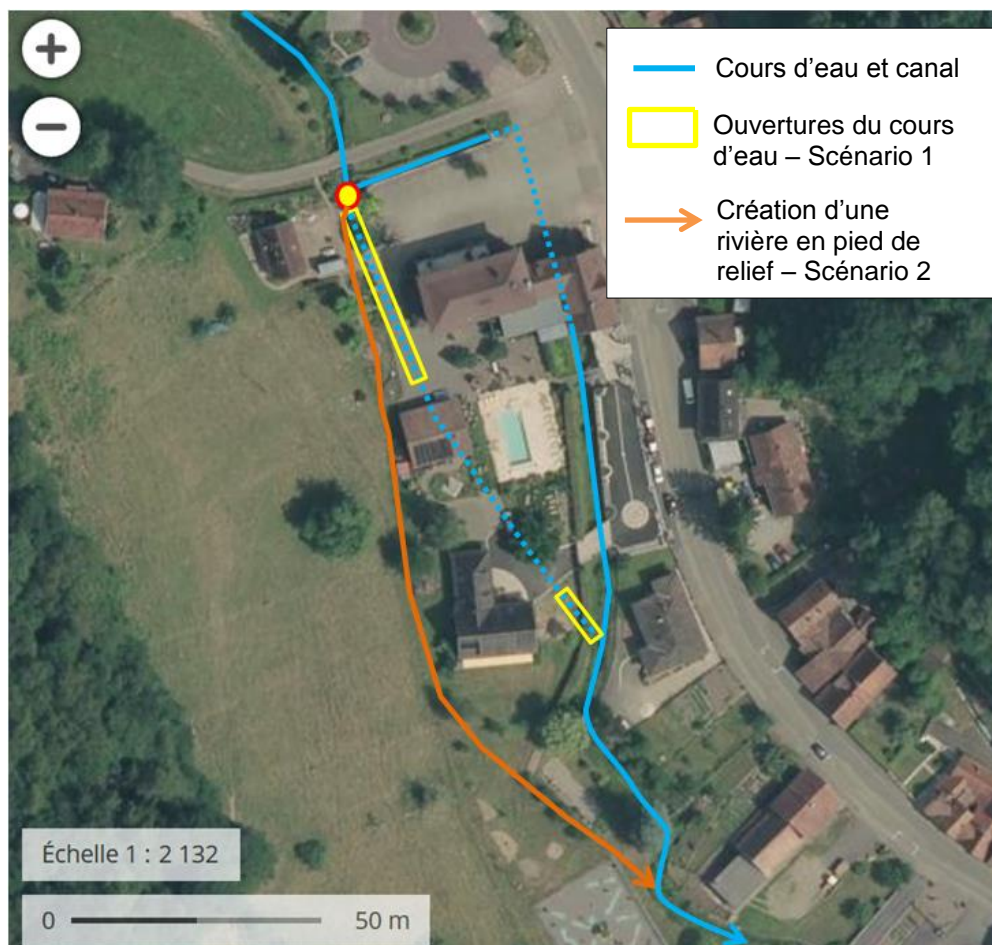 Cours d'eau et canal
Ouvertures du cours
d'eau – Scénario 1
Création d'une
rivière en pied de
relief – Scénario 2
Échelle 1 : 2 132
0 50 m